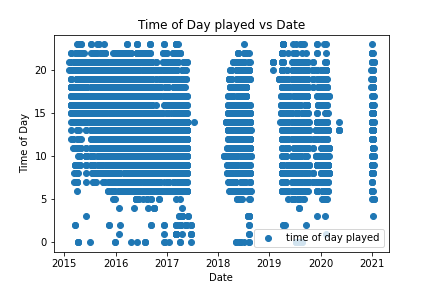 Time of Day played vs Date
Time of Day
20
15
10
5
0
time of day played
2015 2016 2017 2018 2019 2020 2021
Date